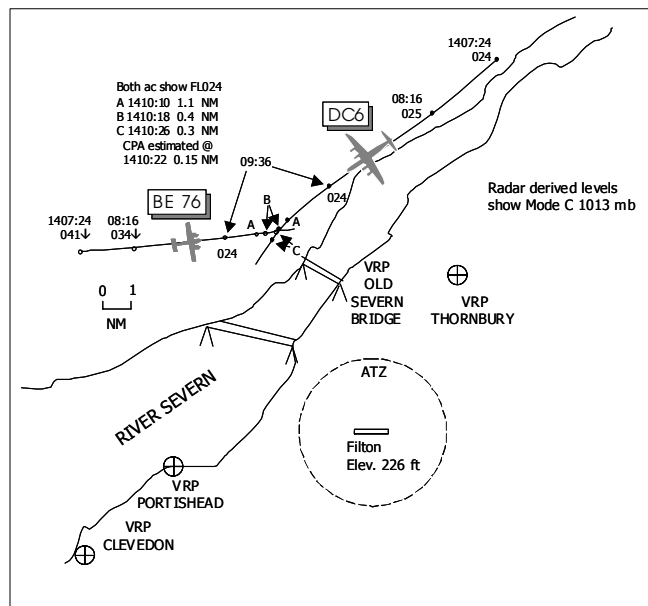 1407:24
024
Both ac show FL024
A 1410:10 1.1 NM
B 1410:18 0.4 NM
C 1410:26 0.3 NM
CPA estimated @
1410:22 0.15 NM
08:16
025
DC6
09:36
024
Radar derived levels
show Mode C 1013 mb
BE 76
B
1407:24
041↓
08:16
034↓
024
A
A
C
0 1
NM
VRP
OLD
SEVERN
BRIDGE
VRP
THORNBURY
ATZ
RIVER SEVERN
Filton
Elev. 226 ft
VRP
PORTISHEAD
VRP
CLEVEDON